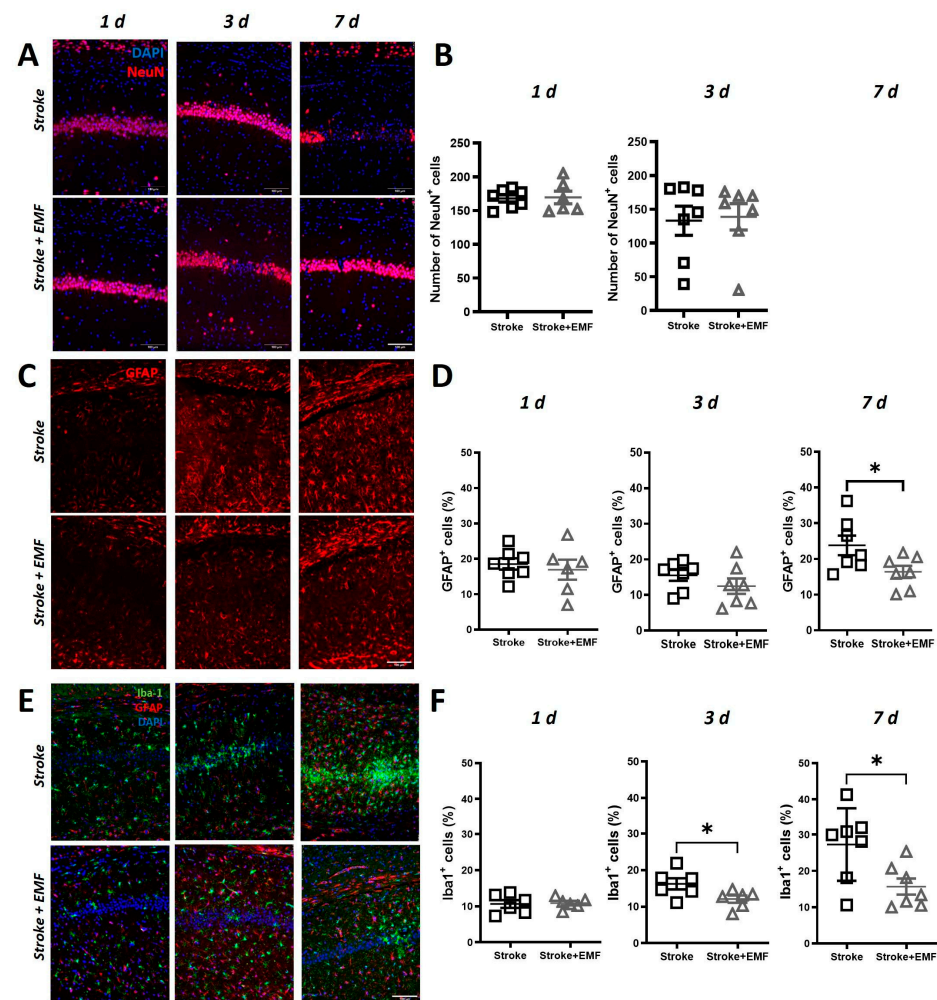 1 d 3 d 7 d
A
DAPI
NeuN
Stroke
Stroke + EMF
B
1 d
3 d
7 d
Number of NeuN+ cells
250
200
150
100
50
0
Stroke Stroke+EMF
Number of NeuN+ cells
250
200
150
100
50
0
Stroke Stroke+EMF
C
GFAP
Stroke
Stroke + EMF
D
1 d
3 d
7 d
GFAP+ cells (%)
50
40
30
20
10
0
Stroke Stroke+EMF
GFAP+ cells (%)
50
40
30
20
10
0
Stroke Stroke+EMF
GFAP+ cells (%)
50
40
30
20
10
0
*
Stroke Stroke+EMF
E
Iba-1
GFAP
DAPI
Stroke
Stroke + EMF
F
1 d
3 d
7 d
Iba1+ cells (%)
50
40
30
20
10
0
Stroke Stroke+EMF
Iba1+ cells (%)
50
40
30
20
10
0
*
Stroke Stroke+EMF
Iba1+ cells (%)
50
40
30
20
10
0
*
Stroke Stroke+EMF